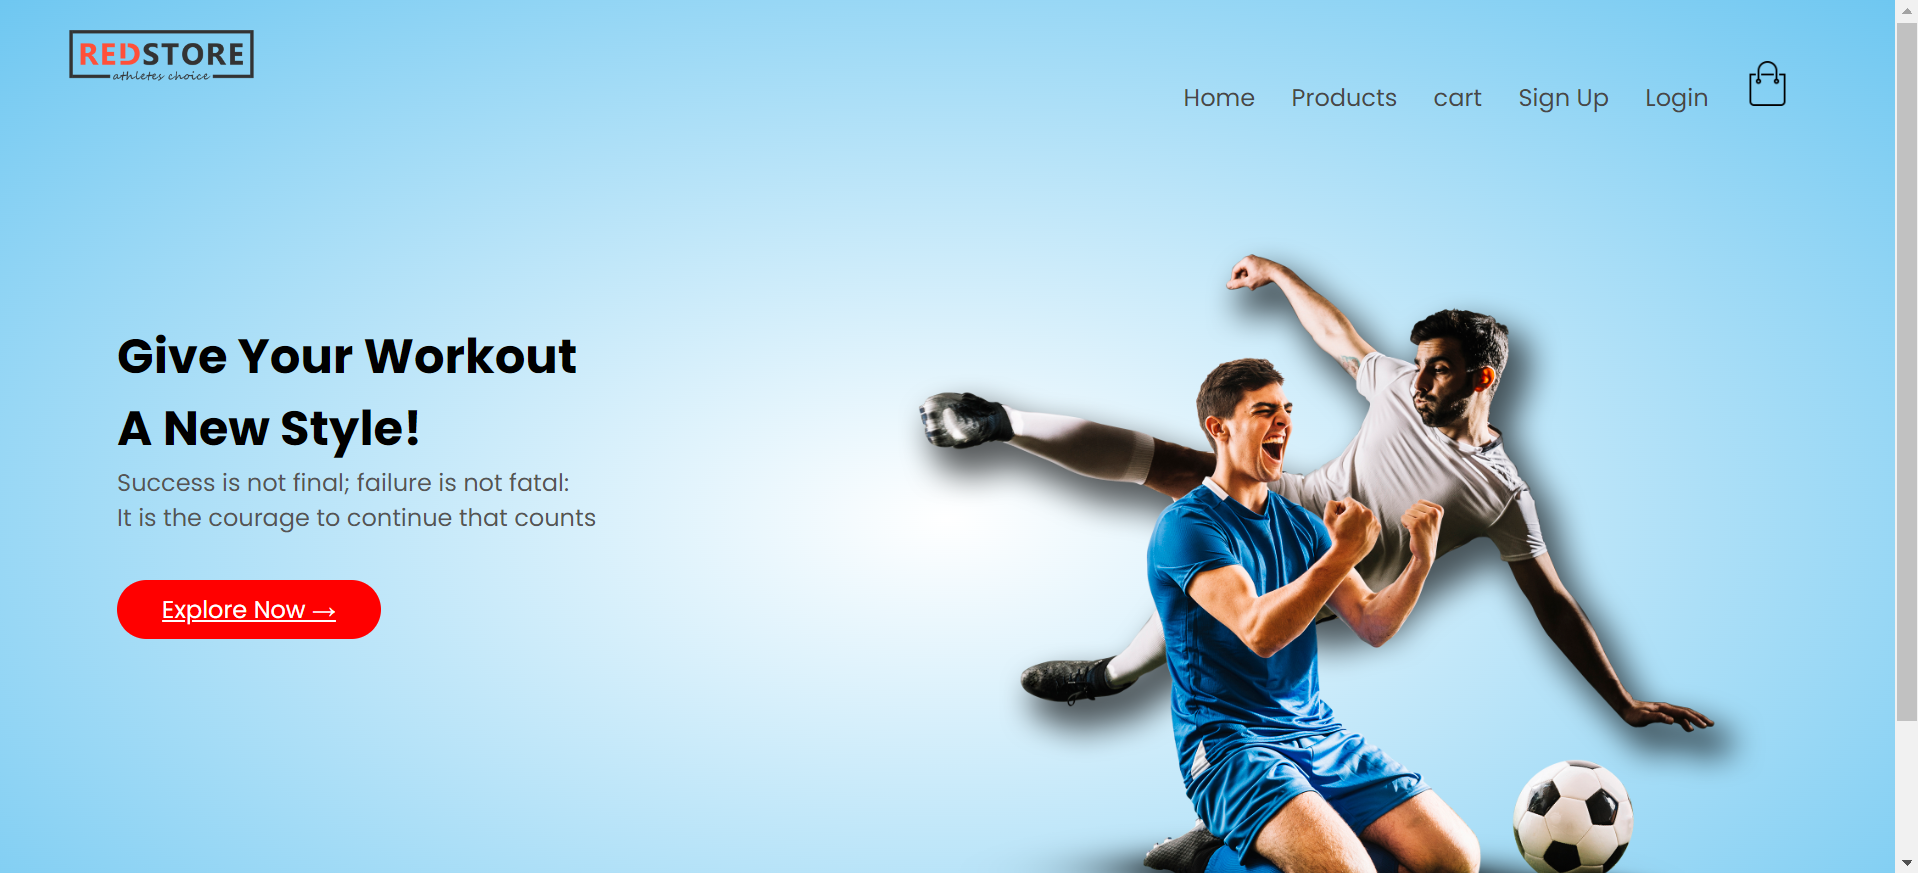 REDSTORE
athletes choice
Home Products cart Sign Up Login
Give Your Workout
A New Style!
Success is not final; failure is not fatal:
It is the courage to continue that counts
Explore Now →